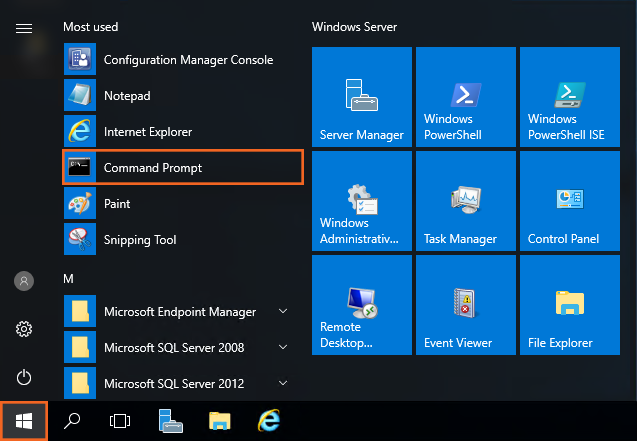 Most used
Configuration Manager Console
Notepad
Internet Explorer
Command Prompt
Paint
Snipping Tool
M
Microsoft Endpoint Manager
Microsoft SQL Server 2008
Microsoft SQL Server 2012
Windows Server
Server Manager
Windows
PowerShell
Windows
PowerShell ISE
Windows
Administrativ...
Task Manager
Control Panel
Remote
Desktop...
Event Viewer
File Explorer